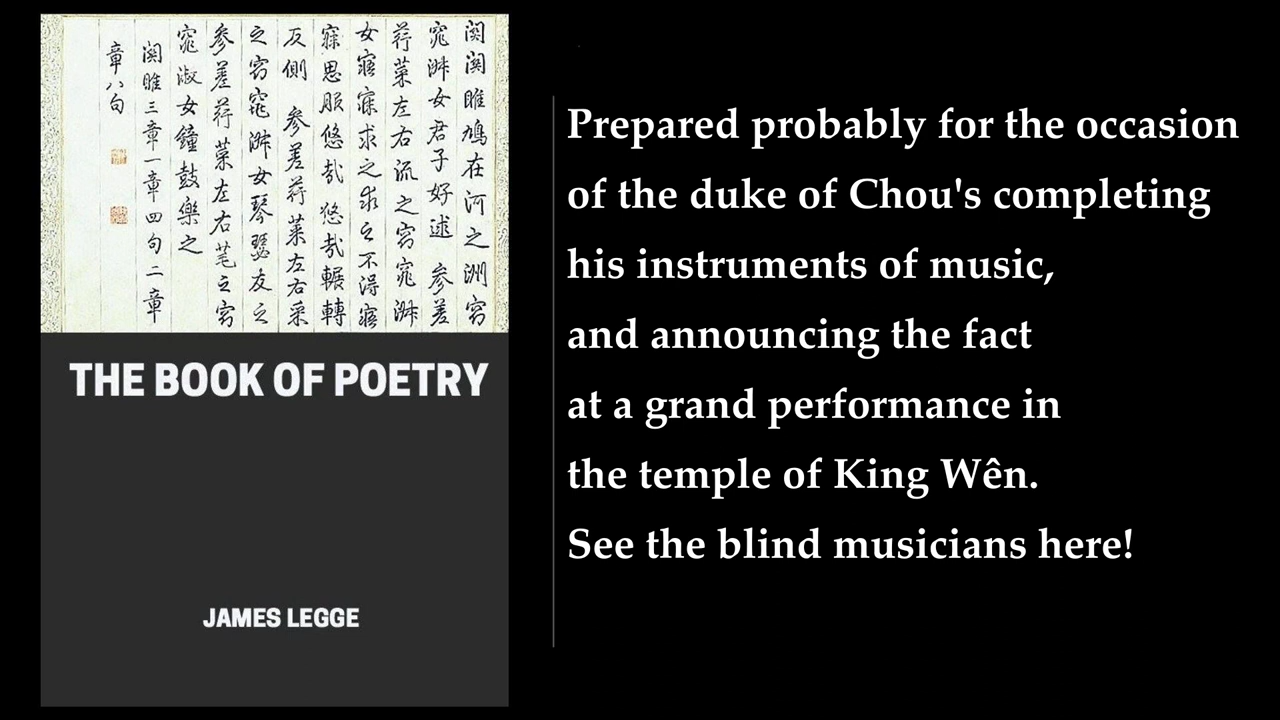 関関雎鳩在河之洲窈
窕淑女君子好逑 參差
荇菜左右流之窈窕淑
女寤寐求之求之不得寤
寐思服悠哉悠哉輾轉
反側 參差荇菜左右采
之窈窕淑女琴瑟友之
參差荇菜左右芼之窈
窕淑女鐘鼓樂之
関雎三章一章四句二章
章八句
THE BOOK OF POETRY
JAMES LEGGE
Prepared probably for the occasion
of the duke of Chou's completing
his instruments of music,
and announcing the fact
at a grand performance in
the temple of King Wên.
See the blind musicians here!